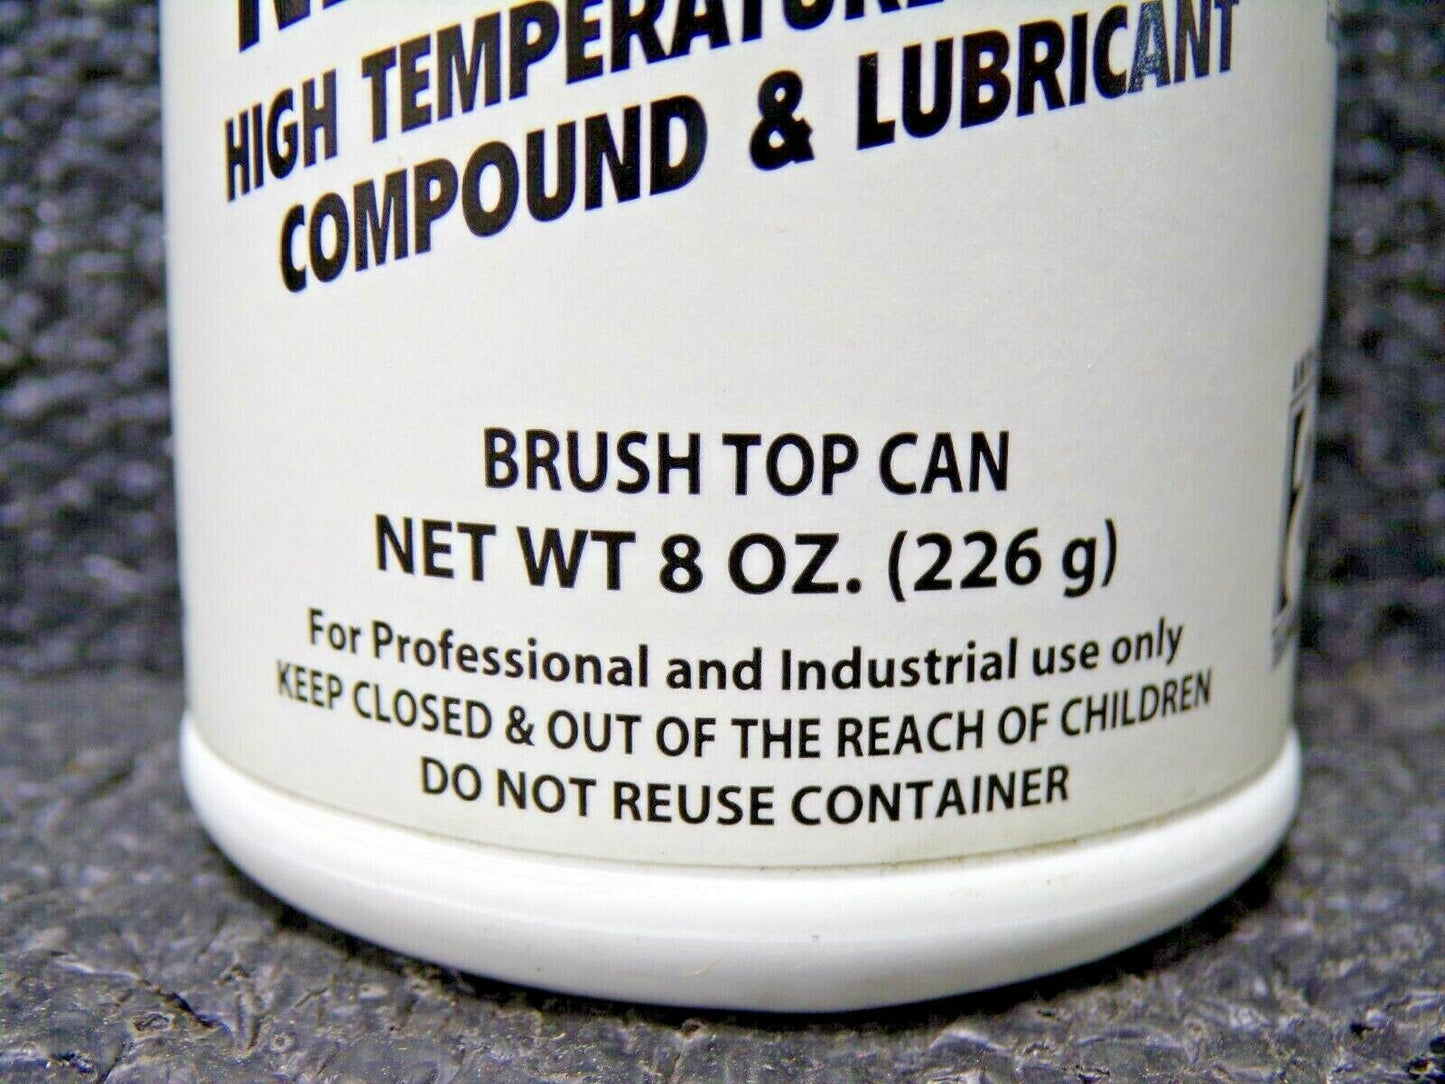 HIGH TEMPERATURE
COMPOUND & LUBRICANT
BRUSH TOP CAN
NET WT 8 OZ. (226 g)
For Professional and Industrial use only
KEEP CLOSED & OUT OF THE REACH OF CHILDREN
DO NOT REUSE CONTAINER